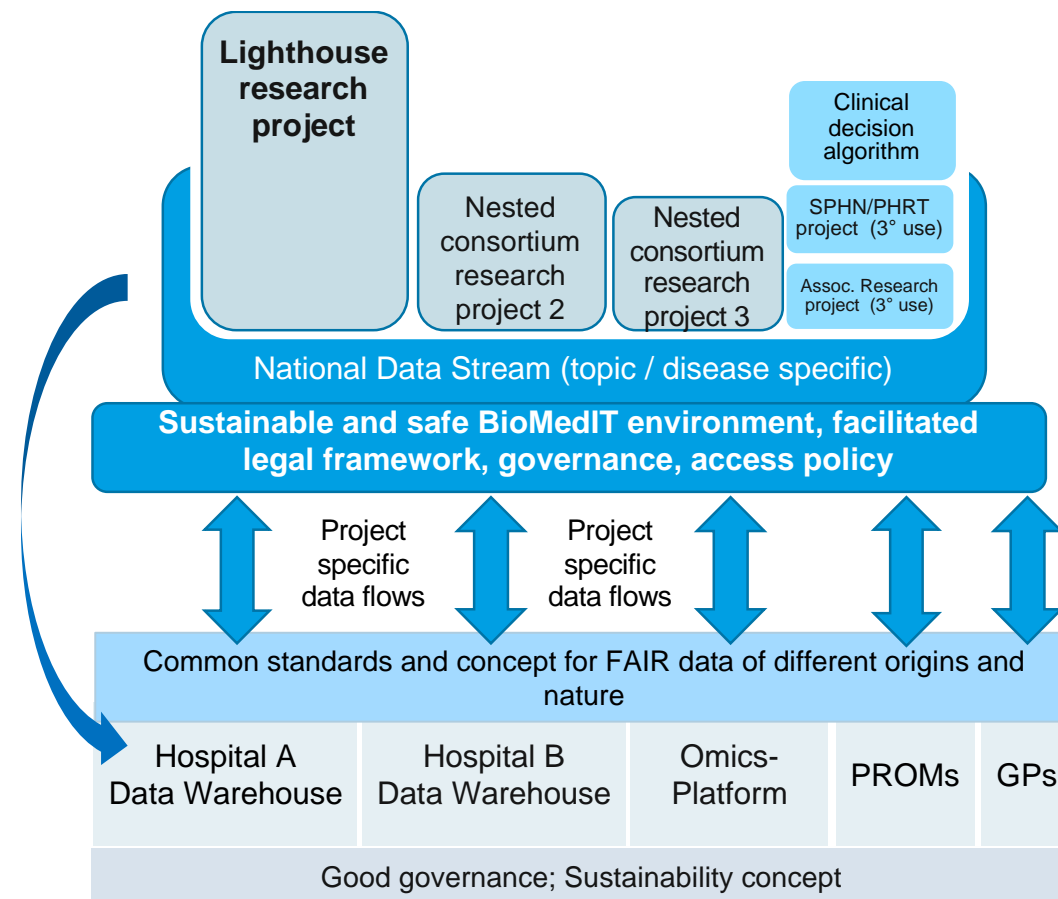 Lighthouse
research
project
Clinical
decision
algorithm
Nested
consortium
research
project 2
Nested
consortium
research
project 3
SPHN/PHRT
project  (3° use)
Assoc. Research
project  (3° use)
National Data Stream (topic / disease specific)
Sustainable and safe BioMedIT environment, facilitated
legal framework, governance, access policy
Project
specific
data flows
Project
specific
data flows
Common standards and concept for FAIR data of different origins and
nature
Hospital A
Data Warehouse
Hospital B
Data Warehouse
Omics-
Platform
PROMs
GPs
Good governance; Sustainability concept